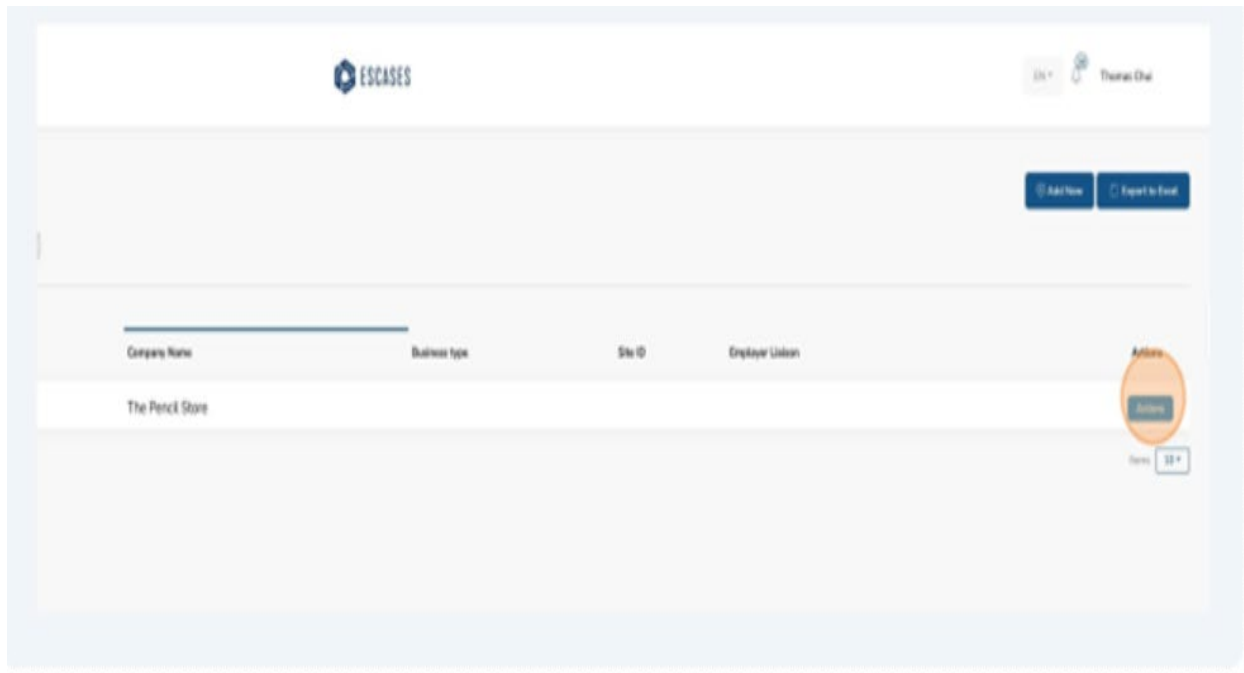 ESCASES
EN
Thomas Chai
Add New
Export to Excel
Company Name Business type Site ID Employer Liaison Actions
The Pencil Store Actions
Items 10